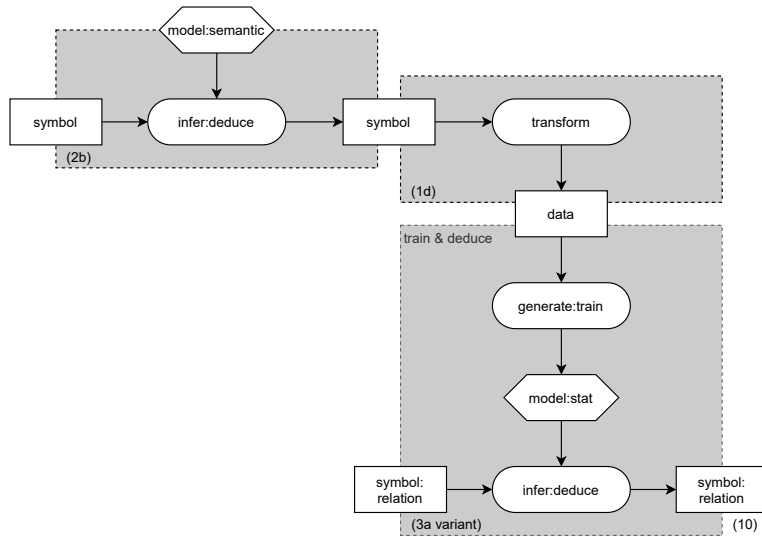 model:semantic
symbol
infer:deduce
symbol
transform
(2b)
(1d)
data
train & deduce
generate:train
model:stat
symbol:
relation
infer:deduce
symbol:
relation
(3a variant)
(10)